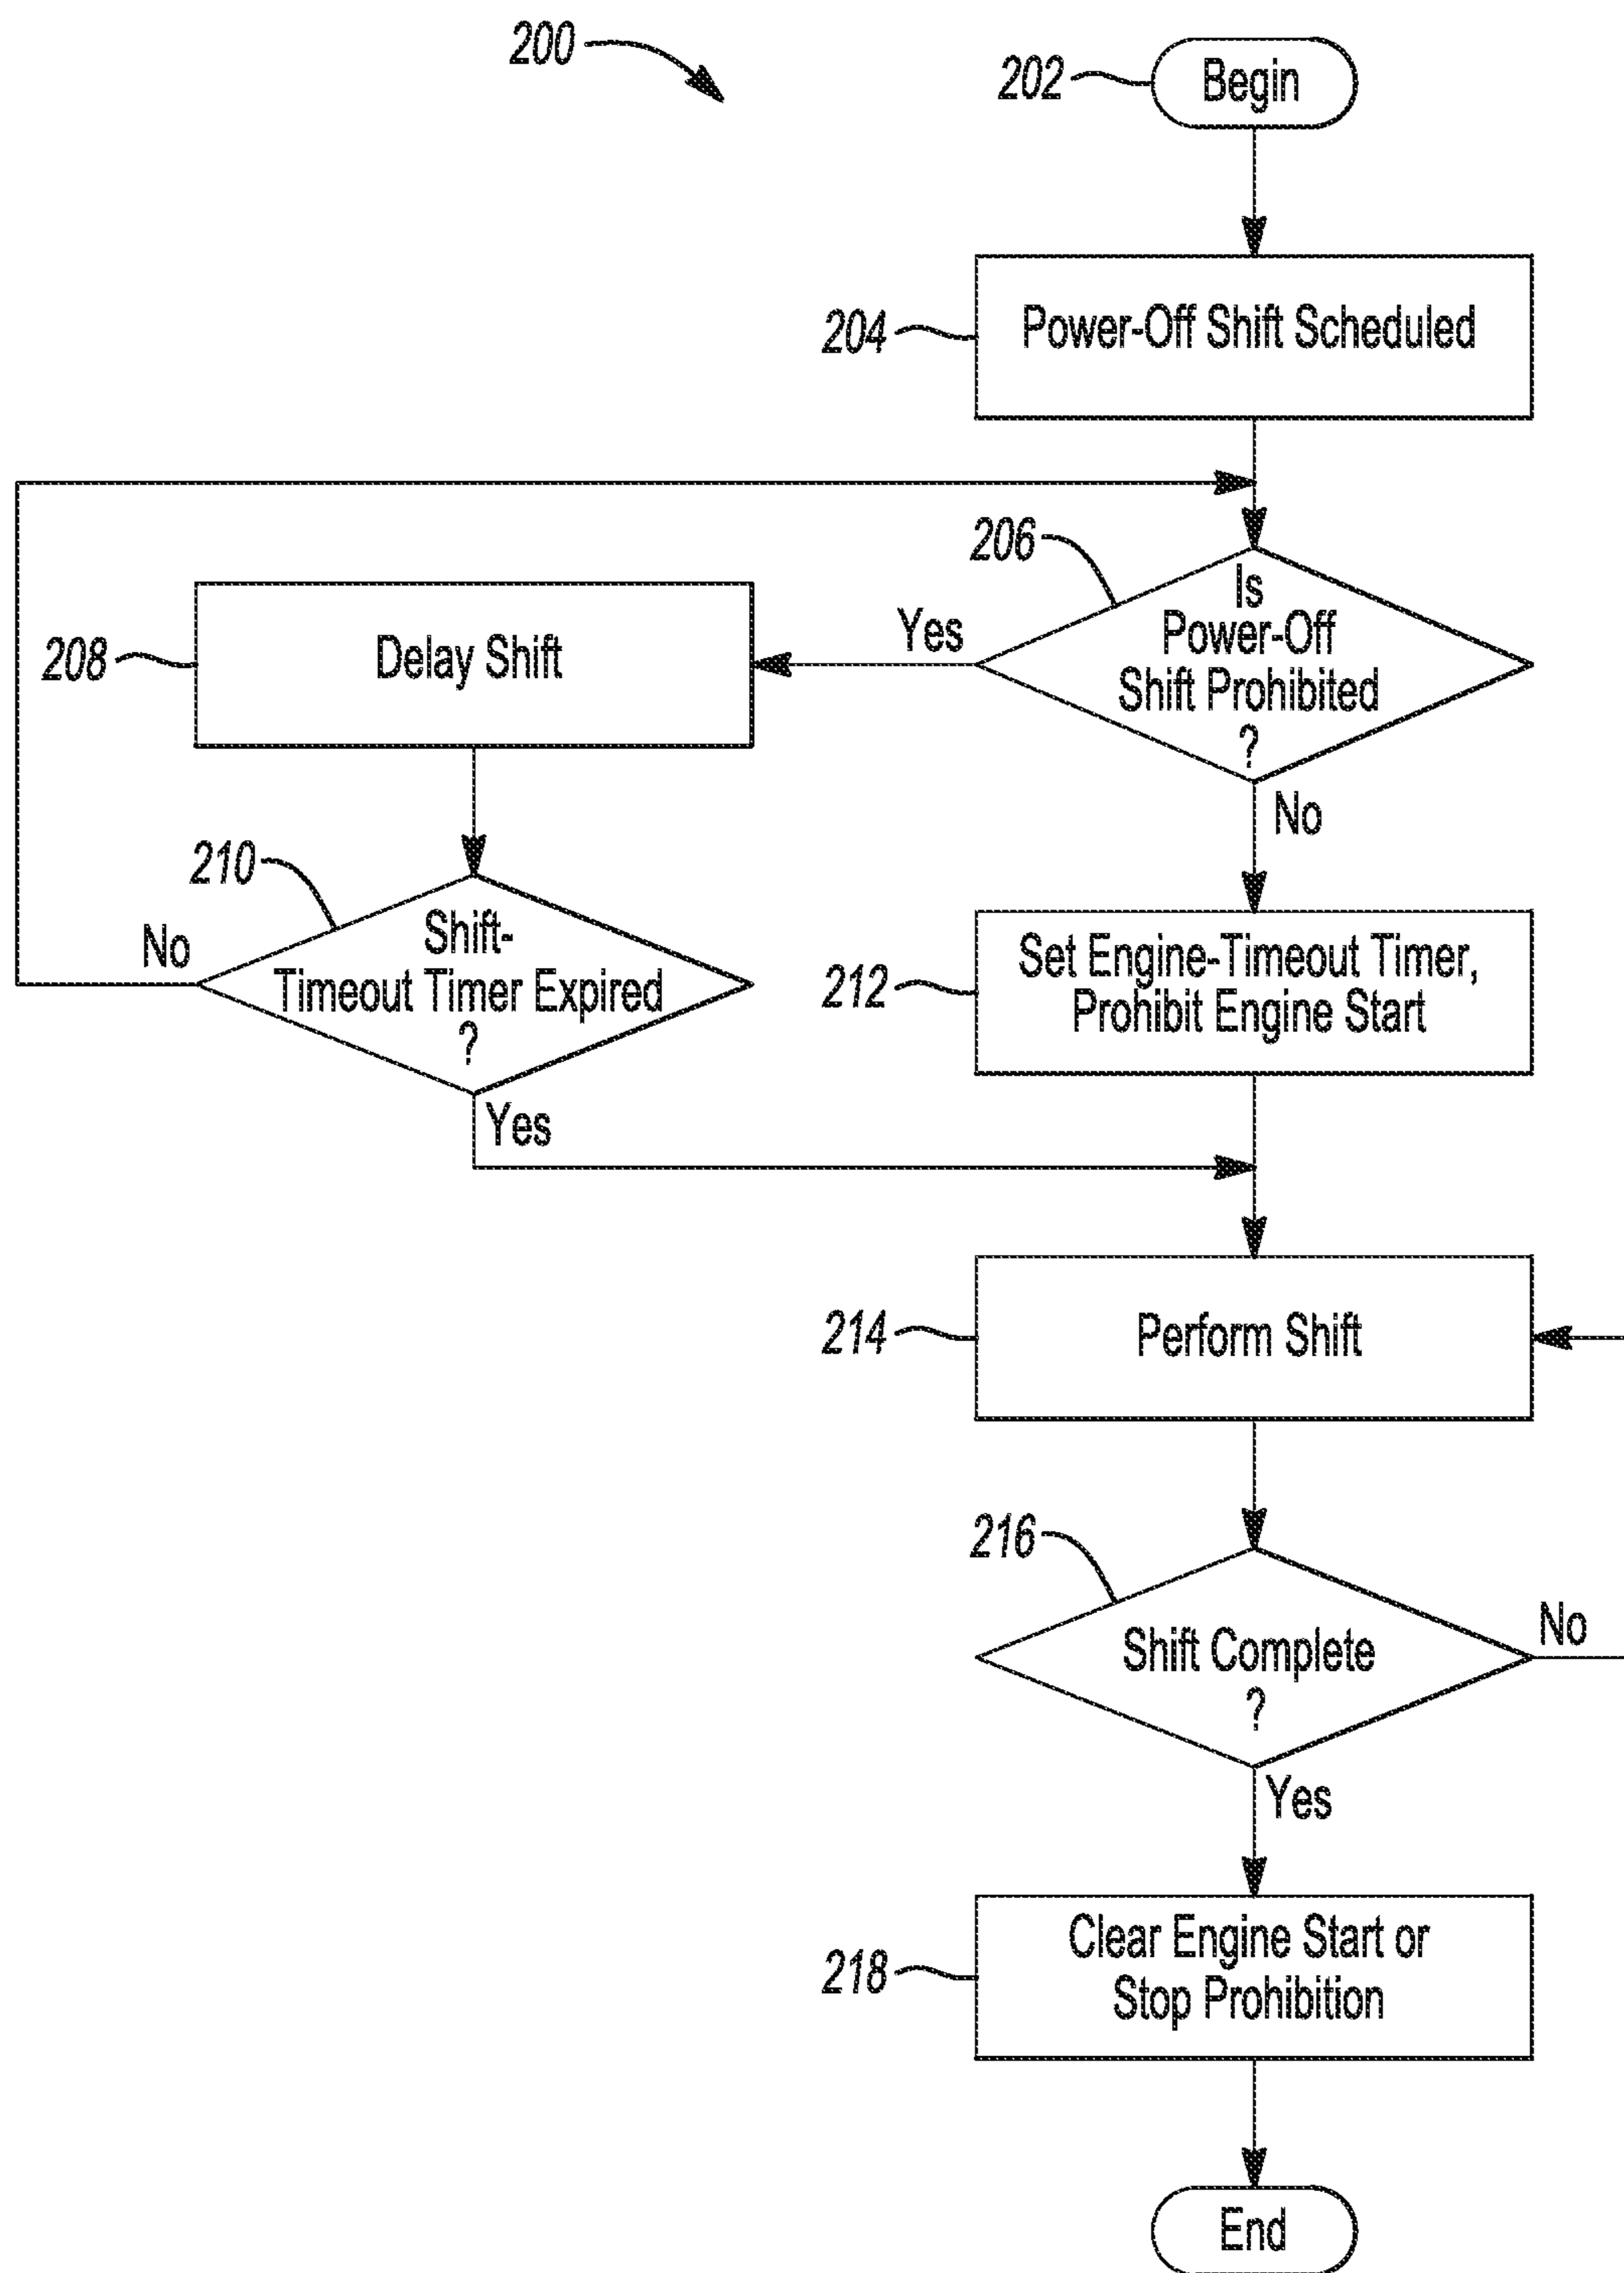 200
202
Begin
204
Power-Off Shift Scheduled
206
Is
Power-Off
Shift Prohibited
?
Yes
No
208
Delay Shift
210
Shift-
Timeout Timer Expired
?
No
Yes
212
Set Engine-Timeout Timer,
Prohibit Engine Start
214
Perform Shift
216
Shift Complete
?
No
Yes
218
Clear Engine Start or
Stop Prohibition
End